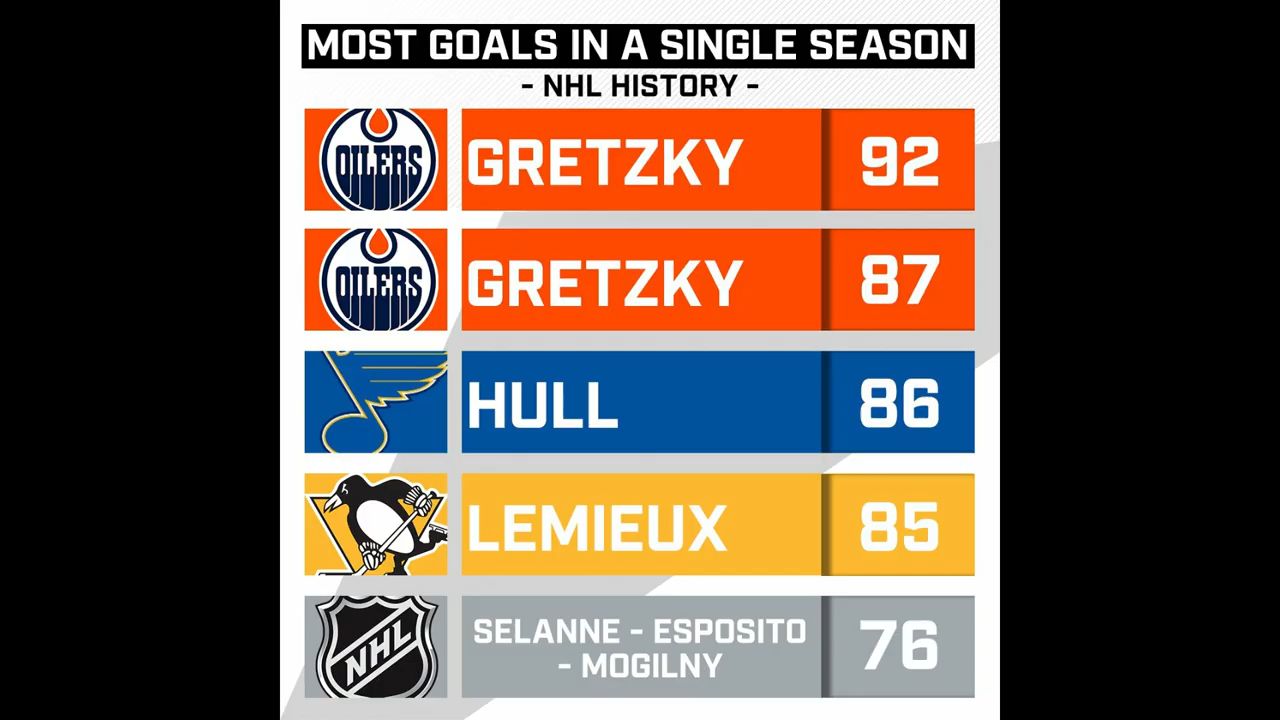 MOST GOALS IN A SINGLE SEASON
- NHL HISTORY -
OILERS GRETZKY 92
OILERS GRETZKY 87
HULL 86
LEMIEUX 85
NHL SELANNE - ESPOSITO
- MOGILNY 76